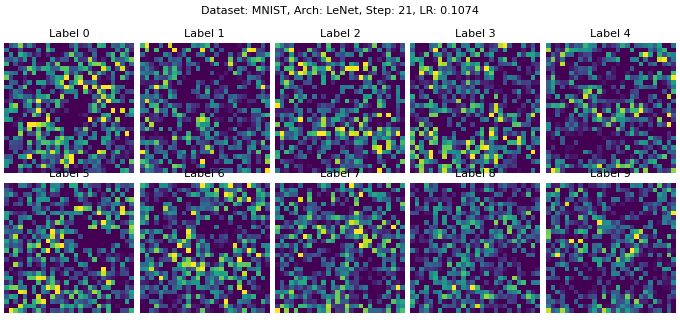 Dataset: MNIST, Arch: LeNet, Step: 21, LR: 0.1074
Label 0 Label 1 Label 2 Label 3 Label 4
Label 5 Label 6 Label 7 Label 8 Label 9